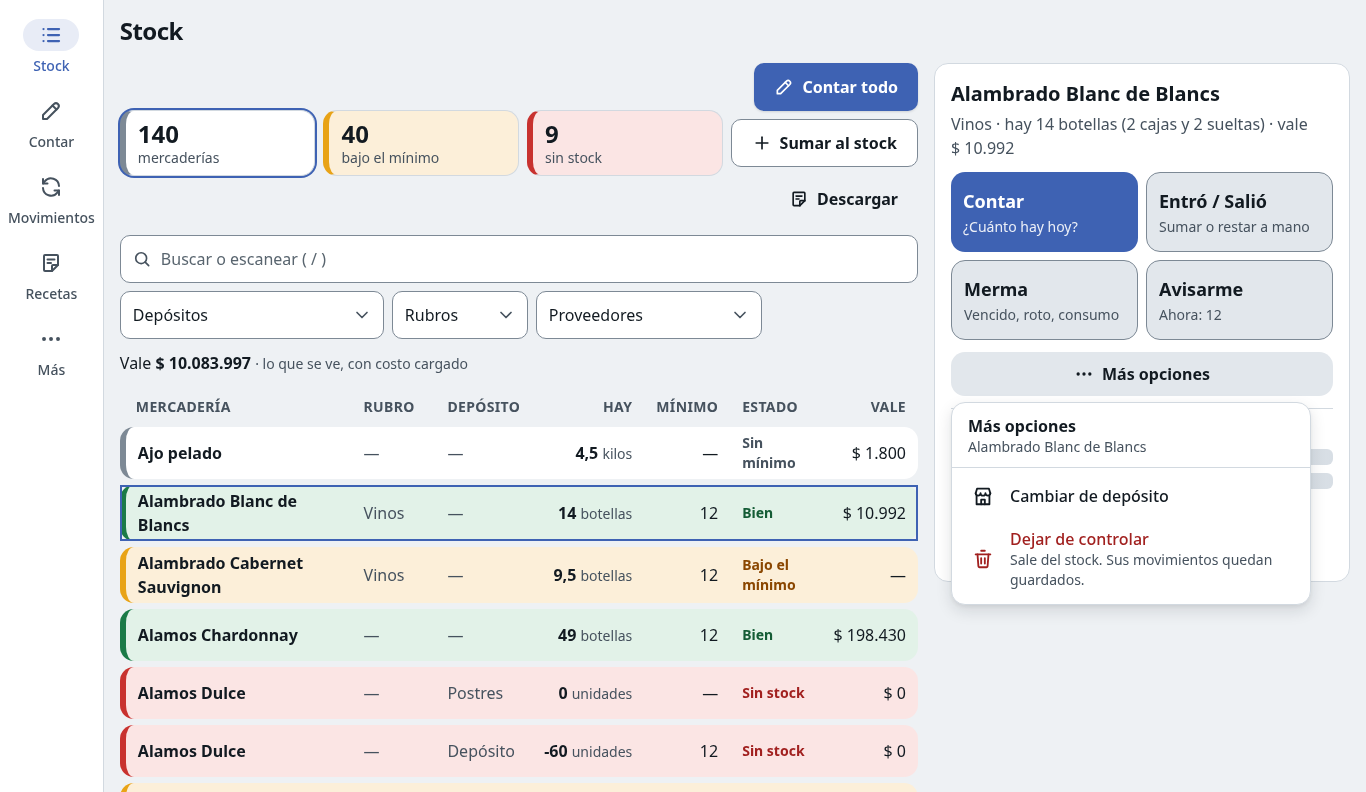 Stock
Contar
Movimientos
Recetas
Más
Stock
Contar todo
140
mercaderías
40
bajo el mínimo
9
sin stock
Sumar al stock
Descargar
Buscar o escanear ( / )
Depósitos
Rubros
Proveedores
Vale $ 10.083.997 · lo que se ve, con costo cargado
MERCADERÍA RUBRO DEPÓSITO HAY MÍNIMO ESTADO VALE
Ajo pelado — — 4,5 kilos — Sin mínimo $ 1.800
Alambrado Blanc de Blancs Vinos — 14 botellas 12 Bien $ 10.992
Alambrado Cabernet Sauvignon Vinos — 9,5 botellas 12 Bajo el mínimo —
Alamos Chardonnay — — 49 botellas 12 Bien $ 198.430
Alamos Dulce — Postres 0 unidades — Sin stock $ 0
Alamos Dulce — Depósito -60 unidades 12 Sin stock $ 0
Alambrado Blanc de Blancs
Vinos · hay 14 botellas (2 cajas y 2 sueltas) · vale
$ 10.992
Contar
¿Cuánto hay hoy?
Entró / Salió
Sumar o restar a mano
Merma
Vencido, roto, consumo
Avisarme
Ahora: 12
Más opciones
Más opciones
Alambrado Blanc de Blancs
Cambiar de depósito
Dejar de controlar
Sale del stock. Sus movimientos quedan
guardados.